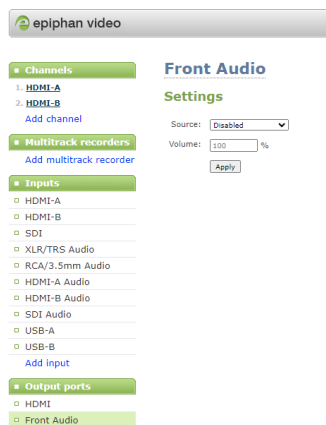 epiphan video
Channels
1. HDMI-A
2. HDMI-B
Add channel
Multitrack recorders
Add multitrack recorder
Inputs
HDMI-A
HDMI-B
SDI
XLR/TRS Audio
RCA/3.5mm Audio
HDMI-A Audio
HDMI-B Audio
SDI Audio
USB-A
USB-B
Add input
Output ports
HDMI
Front Audio
Front Audio
Settings
Source: Disabled
Volume: 100 %
Apply